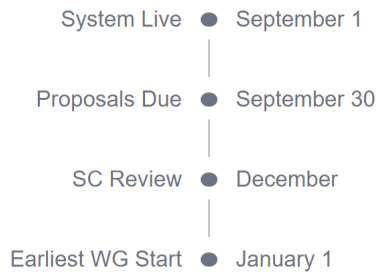 System Live September 1
Proposals Due September 30
SC Review December
Earliest WG Start January 1